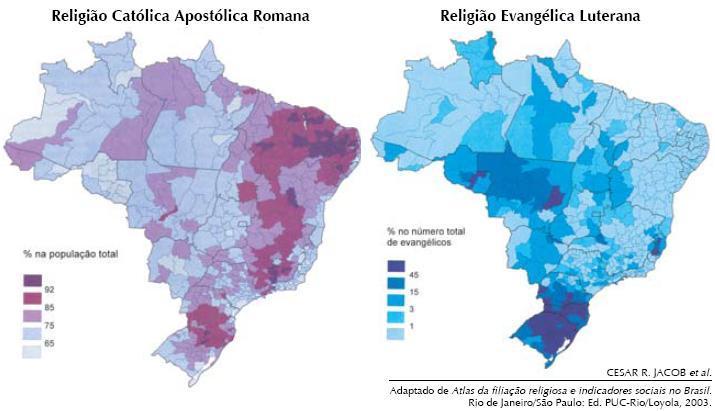 Religião Católica Apostólica Romana
% na população total
92
85
75
65
Religião Evangélica Luterana
% no número total
de evangélicos
45
15
3
1
CESAR R. JACOB et al.
Adaptado de Atlas da filiação religiosa e indicadores sociais no Brasil.
Rio de Janeiro/São Paulo: Ed. PUC-Rio/Loyola, 2003.